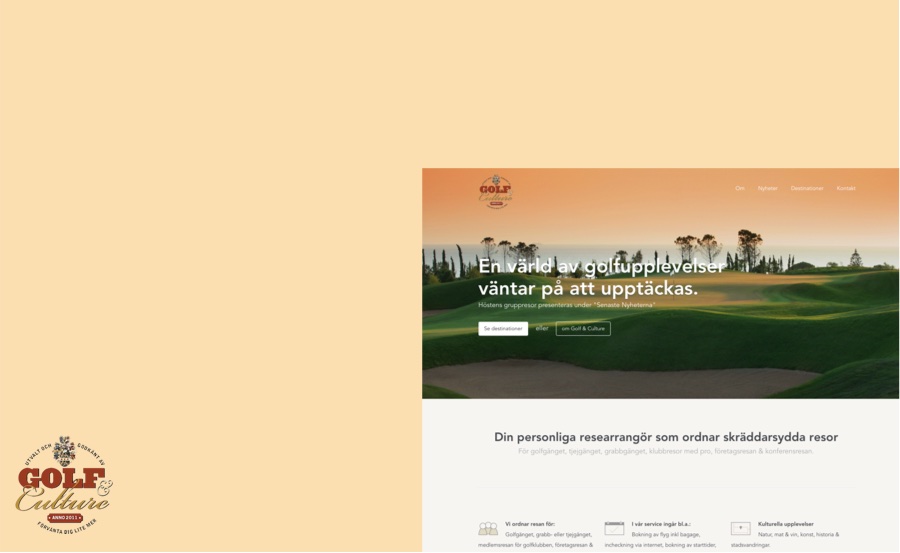 GOLF
&
Culture
Om Nyheter Destinationer Kontakt
En värld av golfupplevelser
väntar på att upptäckas.
Höstens gruppresor presenteras under "Senaste Nyheterna"
Se destinationer eller om Golf & Culture
Din personliga researrangör som ordnar skräddarsydda resor
För golfgänget, tjejgänget, grabbgänget, klubbresor med pro, företagsresan & konferensresan.
Vi ordnar resan för:
Golfgänget, grabb- eller tjejgänget,
medlemsresan för golfklubben, företagsresan &
I vår service ingår bl.a.:
Bokning av flyg inkl bagage,
incheckning via internet, bokning av starttider,
Kulturella upplevelser
Natur, mat & vin, konst, historia &
stadsvandringar.
UTVALT OCH GODKÄNT AV
GOLF
&
Culture
ANNO 2011
FÖRVÄNTA DIG LITE MER